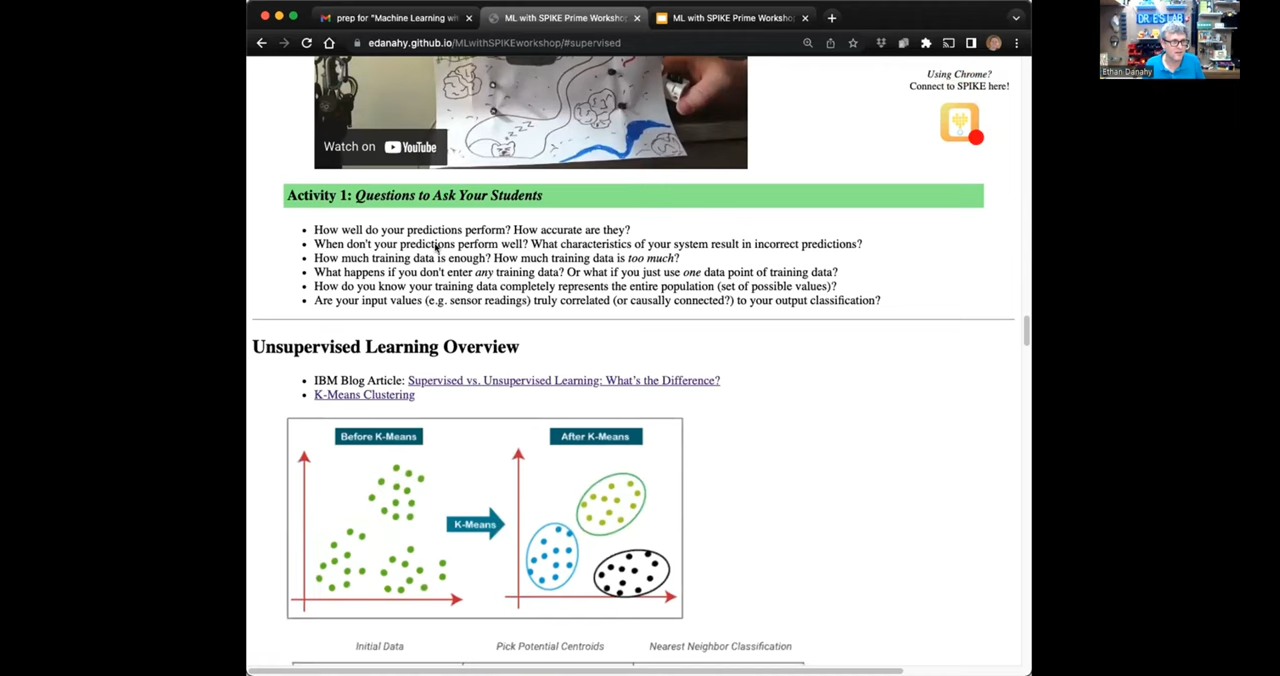 prep for "Machine Learning wi
ML with SPIKE Prime Workshop
ML with SPIKE Prime Workshop
edanahy.github.io/MLwithSPIKEworkshop/#supervised
DR. E'S LAB
Ethan Danahy
Using Chrome?
Connect to SPIKE here!
zzz
Watch on YouTube
Activity 1: Questions to Ask Your Students
• How well do your predictions perform? How accurate are they?
• When don't your predictions perform well? What characteristics of your system result in incorrect predictions?
• How much training data is enough? How much training data is too much?
• What happens if you don't enter any training data? Or what if you just use one data point of training data?
• How do you know your training data completely represents the entire population (set of possible values)?
• Are your input values (e.g. sensor readings) truly correlated (or causally connected?) to your output classification?
Unsupervised Learning Overview
• IBM Blog Article: Supervised vs. Unsupervised Learning: What's the Difference?
• K-Means Clustering
Before K-Means
After K-Means
K-Means
Initial Data
Pick Potential Centroids
Nearest Neighbor Classification